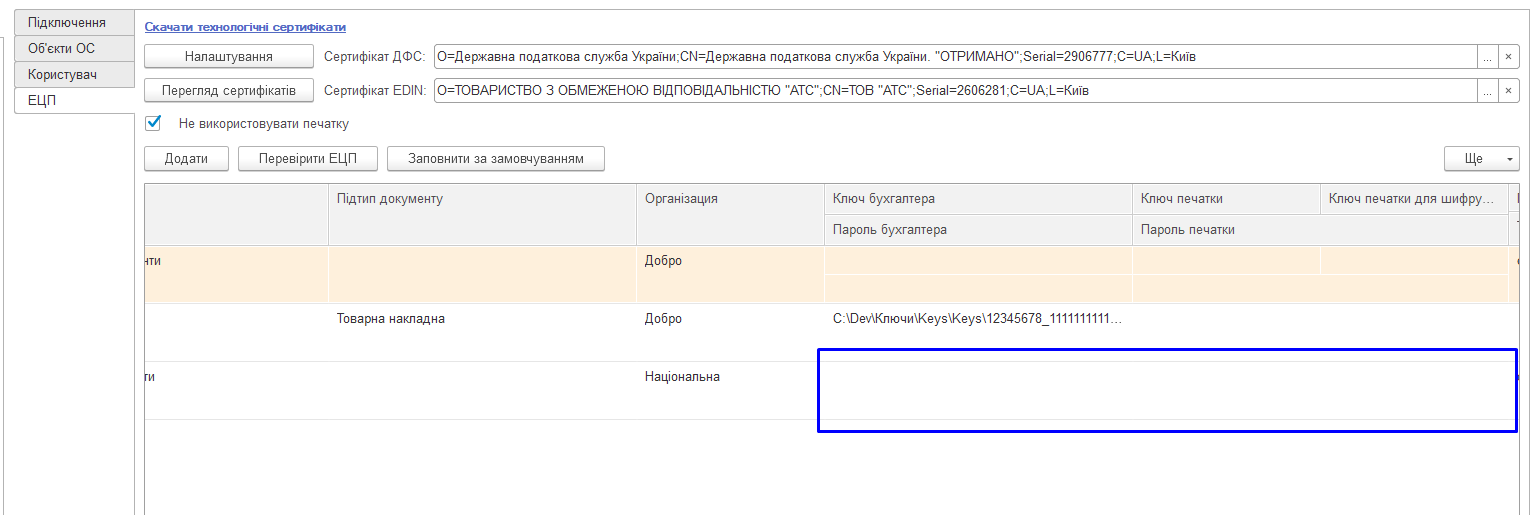 Підключення
Об'єкти ОС
Користувач
ЕЦП
Скачати технологічні сертифікати
Налаштування Сертифікат ДФС: O=Державна податкова служба України;CN=Державна податкова служба України. "ОТРИМАНО";Serial=2906777;C=UA;L=Київ ... ×
Перегляд сертифікатів Сертифікат EDIN: O=ТОВАРИСТВО З ОБМЕЖЕНОЮ ВІДПОВІДАЛЬНІСТЮ "АТС";CN=ТОВ "АТС";Serial=2606281;C=UA;L=Київ ... ×
Не використовувати печатку
Додати Перевірити ЕЦП Заповнити за замовчуванням Ще
Підтип документу Організація Ключ бухгалтера Ключ печатки Ключ печатки для шифру...
Пароль бухгалтера Пароль печатки
нти Добро
Товарна накладна Добро C:\Dev\Ключи\Keys\Keys\12345678_1111111111...
ти Національна